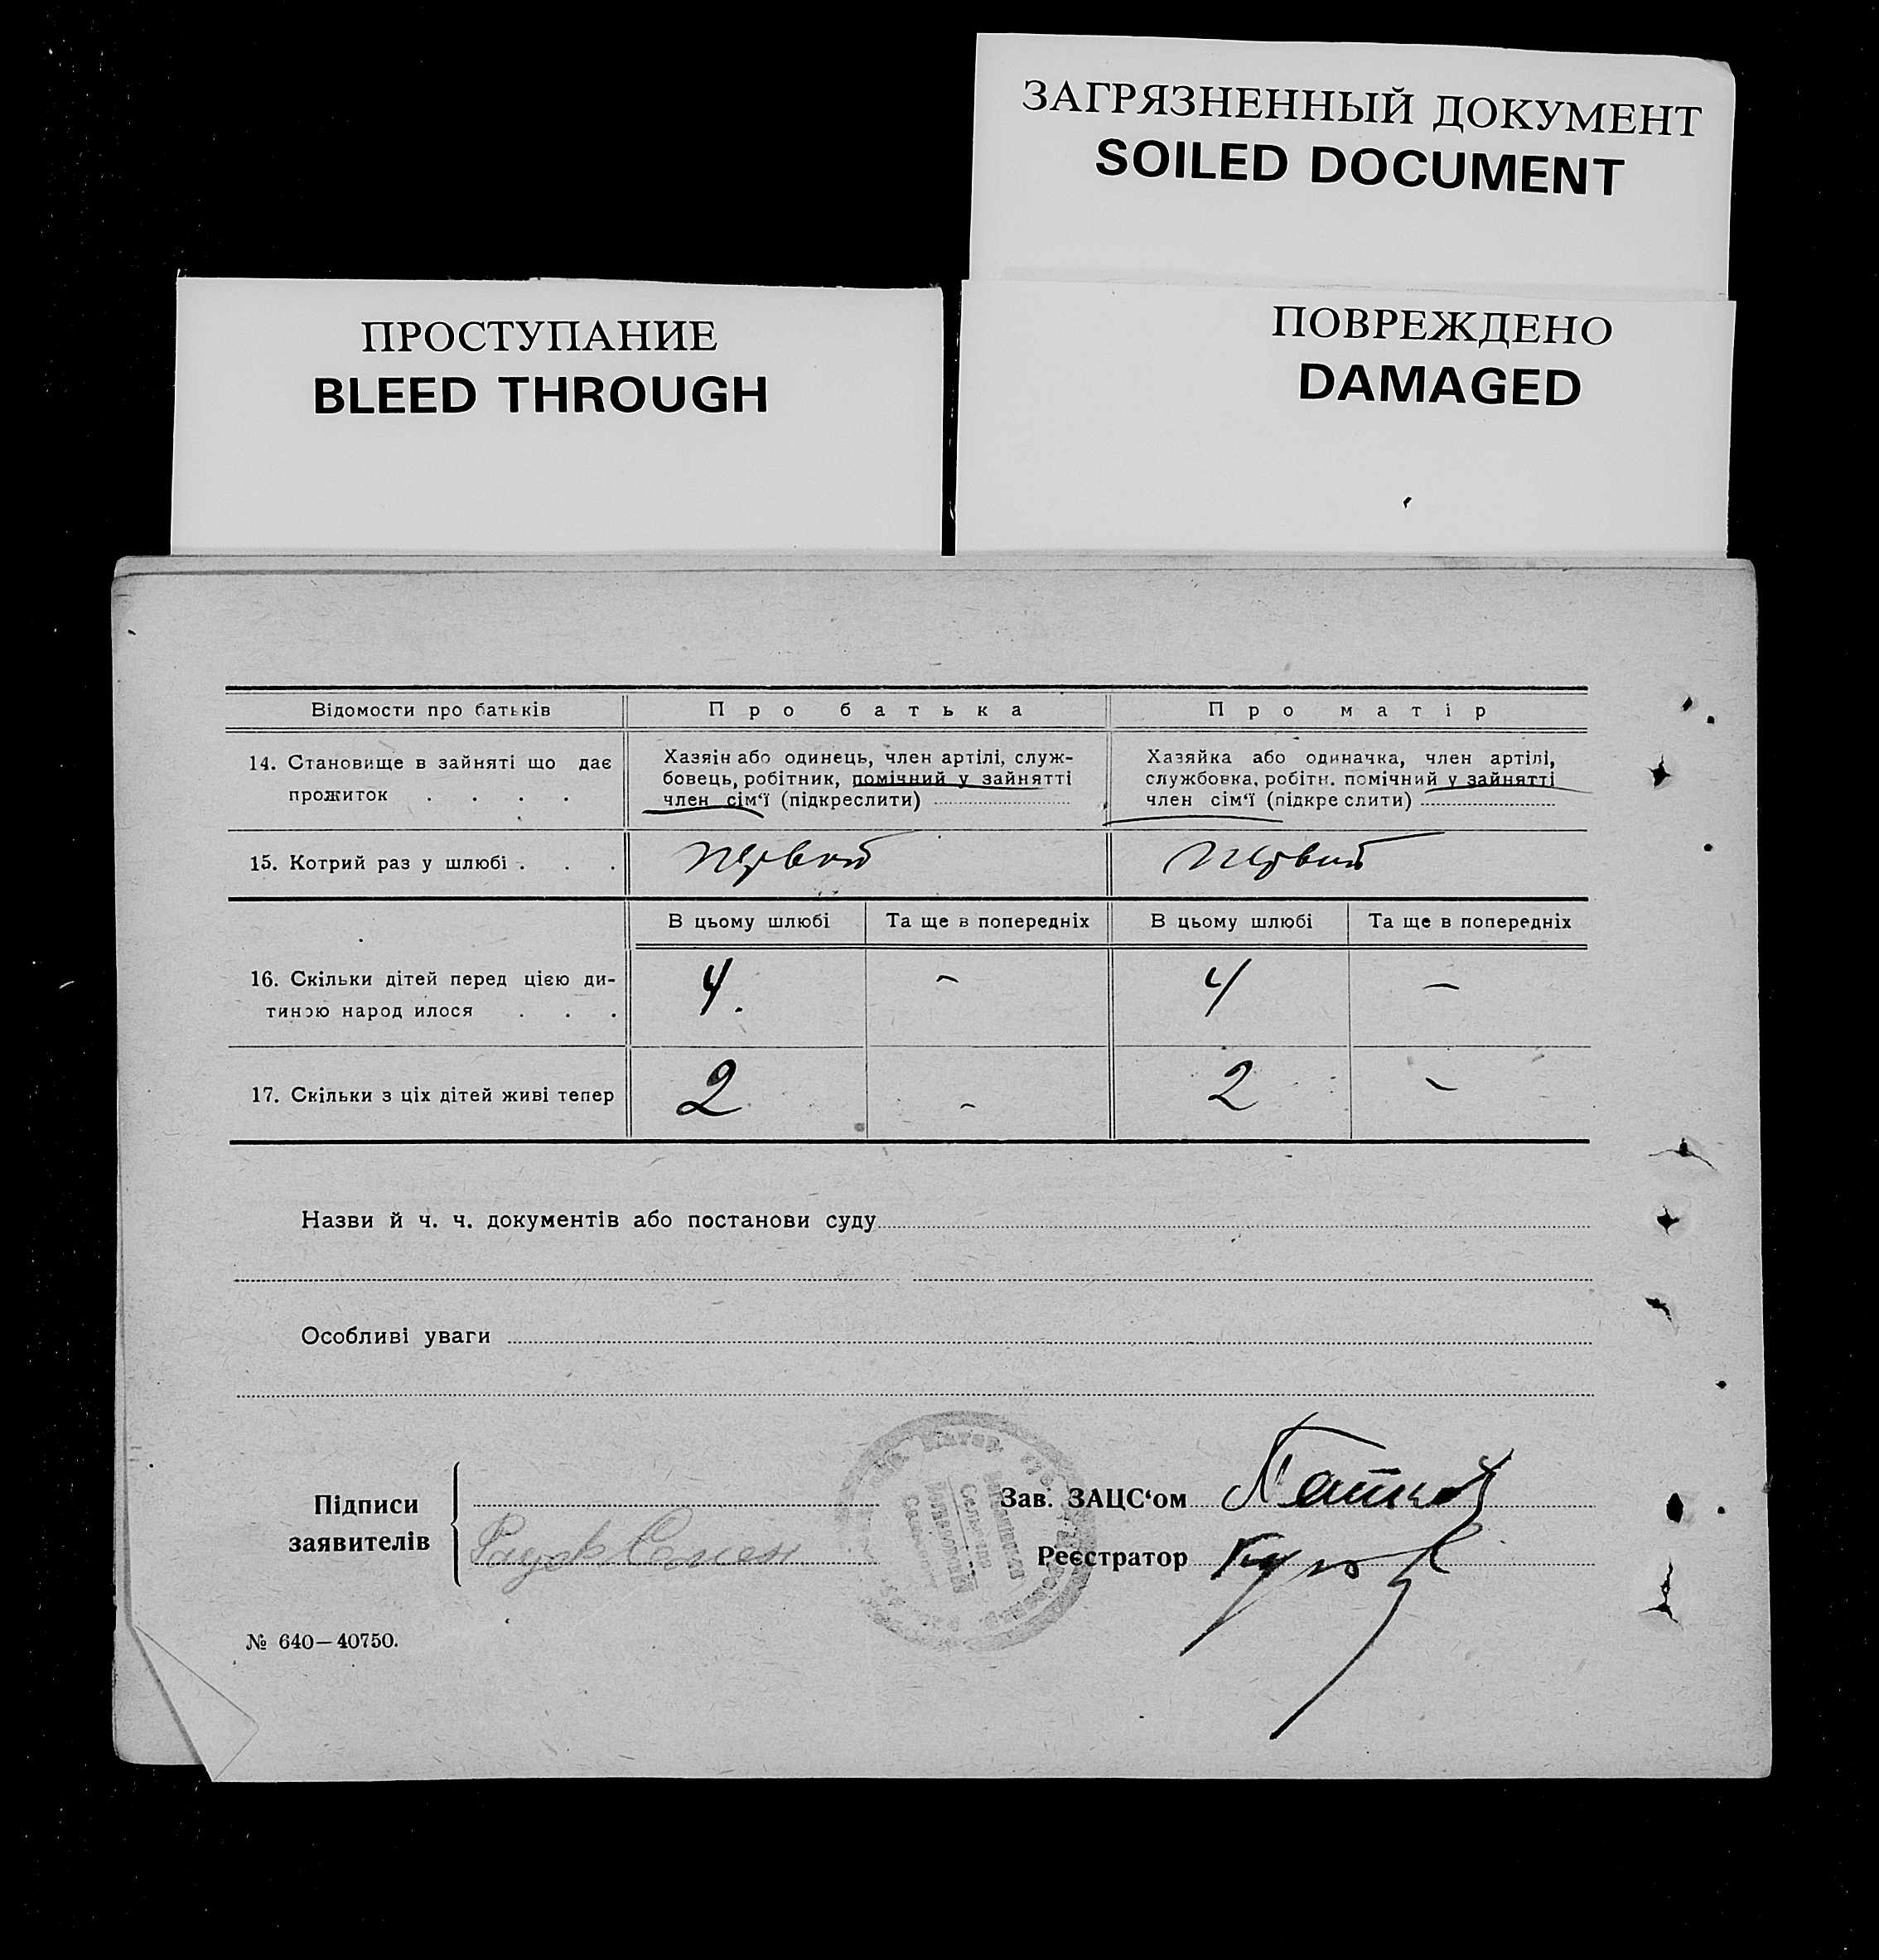 ЗАГРЯЗНЕННЫЙ ДОКУМЕНТ
SOILED DOCUMENT
ПРОСТУПАНИЕ
BLEED THROUGH
ПОВРЕЖДЕНО
DAMAGED
Відомости про батьків Про батька Про матір
14. Становище в зайняті що дає
прожиток . . . .
Хазяін або одинець, член артілі, служ-
бовець, робітник, помічний у зайнятті
член сім‘ї (підкреслити)
Хазяйка або одиначка, член артілі,
службовка, робітн. помічний у зайнятті
член сім‘ї (підкреслити)
15. Котрий раз у шлюбі . . . первий первий
В цьому шлюбі Та ще в попередніх В цьому шлюбі Та ще в попередніх
16. Скільки дітей перед цією ди-
тиною народилося . . . 4. – 4 –
17. Скільки з ціх дітей живі тепер 2 - 2 -
Назви й ч. ч. документів або постанови суду
Особливі уваги
Підписи
заявителів
Зав. ЗАЦС‘ом
Реєстратор
№ 640—40750.